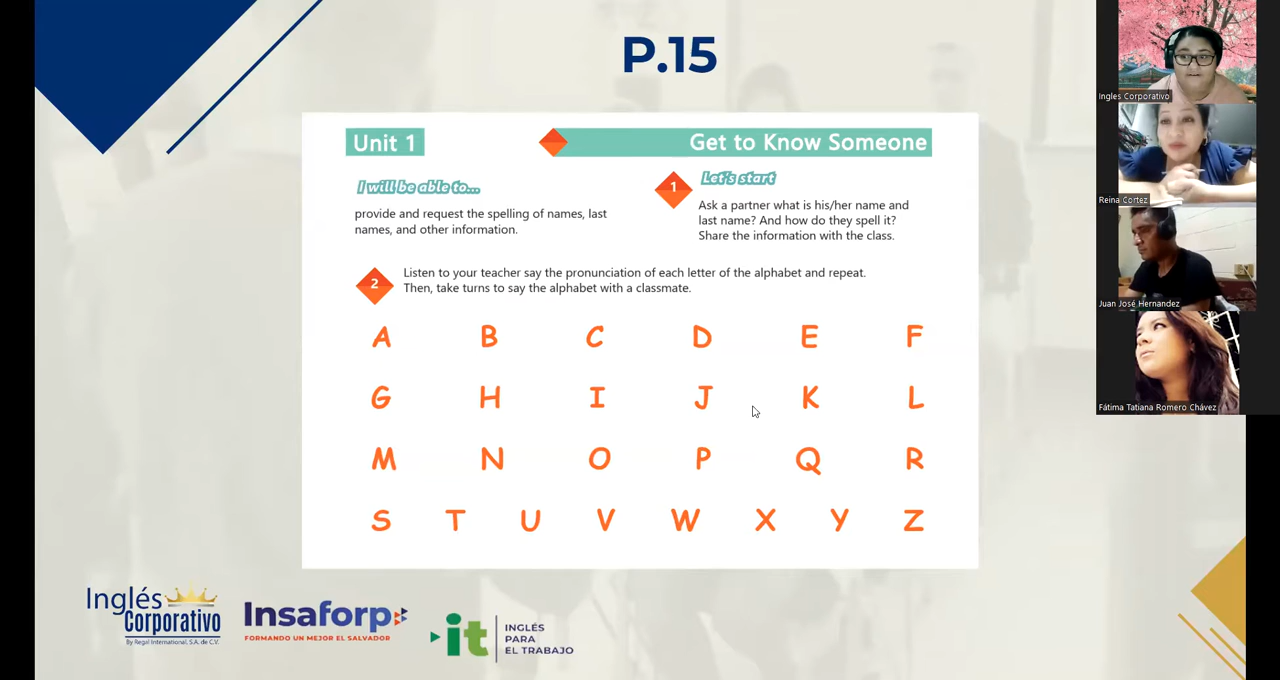 P.15
Unit 1
Get to Know Someone
I will be able to...
provide and request the spelling of names, last
names, and other information.
1
Let's start
Ask a partner what is his/her name and
last name? And how do they spell it?
Share the information with the class.
2
Listen to your teacher say the pronunciation of each letter of the alphabet and repeat.
Then, take turns to say the alphabet with a classmate.
A B C D E F
G H I J K L
M N O P Q R
S T U V W X Y Z
Inglés
Corporativo
By Regal International, S.A. de C.V.
Insaforp
FORMANDO UN MEJOR EL SALVADOR
it
INGLÉS
PARA
EL TRABAJO
Ingles Corporativo
Reina Cortez
Juan José Hernandez
Fátima Tatiana Romero Chávez